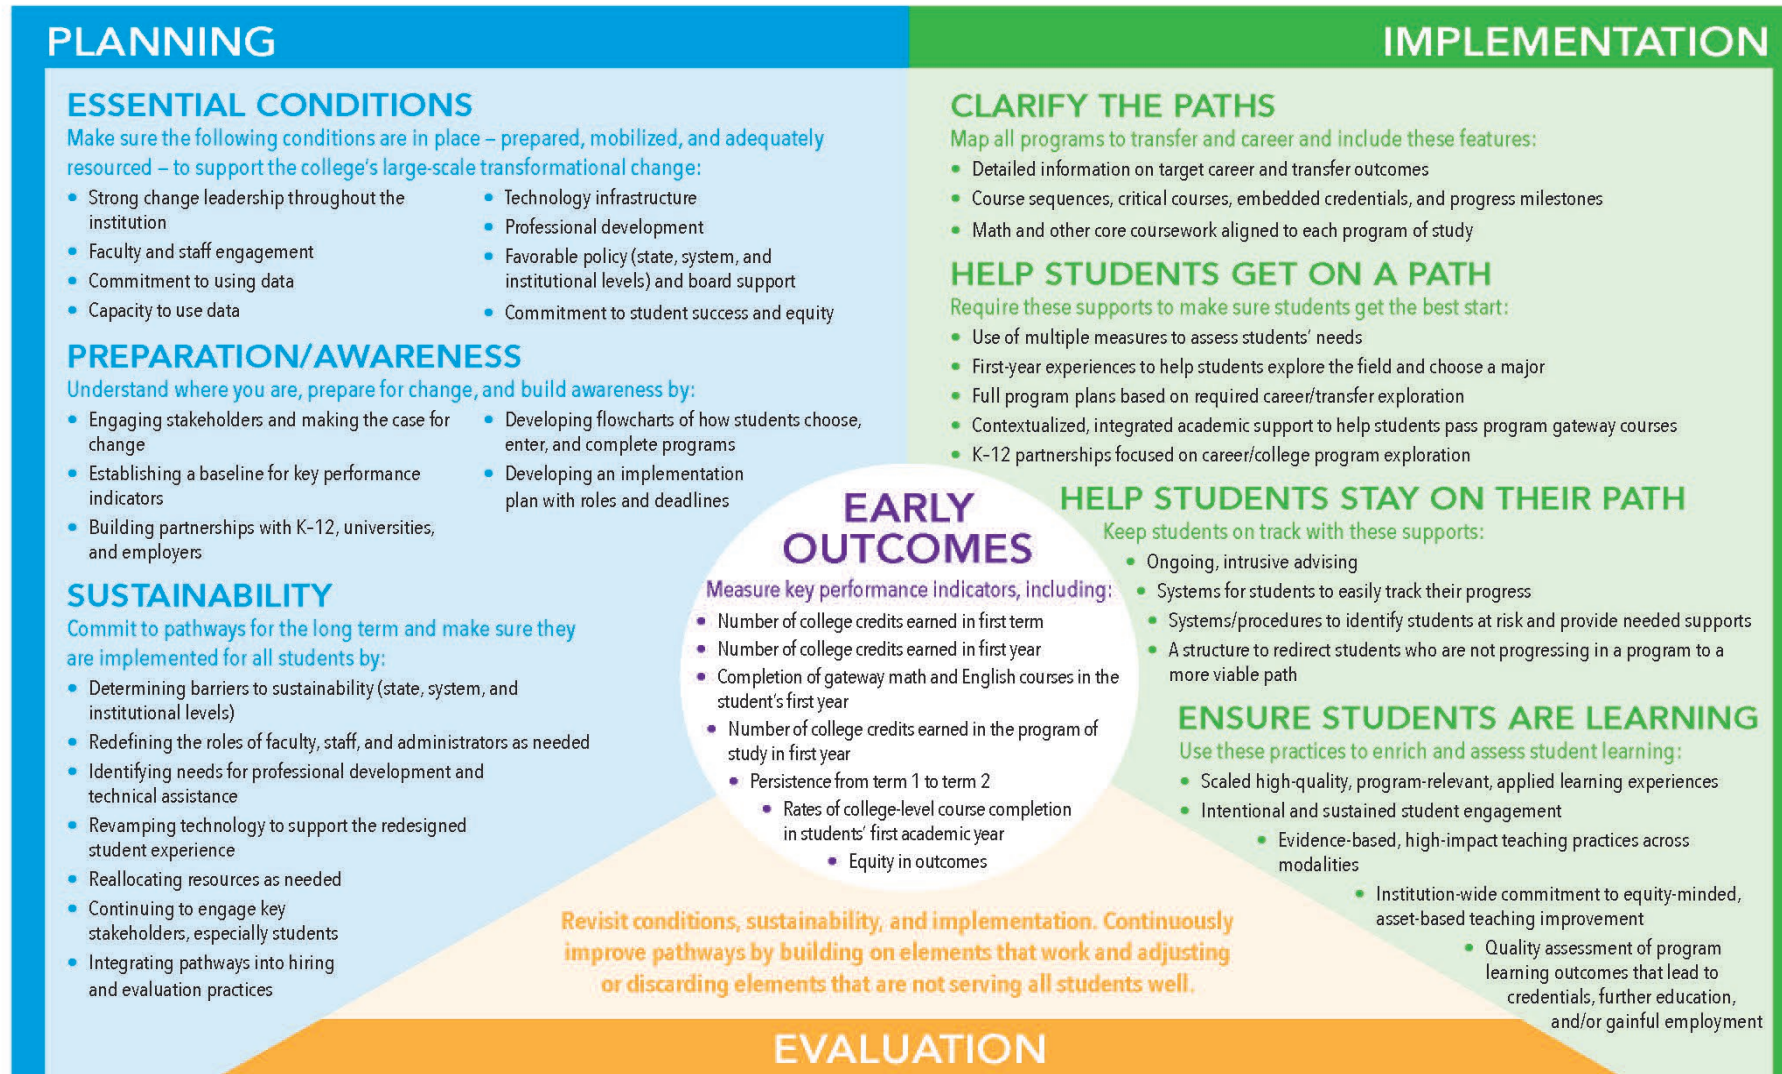 PLANNING
ESSENTIAL CONDITIONS
Make sure the following conditions are in place – prepared, mobilized, and adequately
resourced – to support the college's large-scale transformational change:
• Strong change leadership throughout the
institution
• Faculty and staff engagement
• Commitment to using data
• Capacity to use data
• Technology infrastructure
• Professional development
• Favorable policy (state, system, and
institutional levels) and board support
• Commitment to student success and equity
PREPARATION/AWARENESS
Understand where you are, prepare for change, and build awareness by:
• Engaging stakeholders and making the case for
change
• Establishing a baseline for key performance
indicators
• Building partnerships with K–12, universities,
and employers
• Developing flowcharts of how students choose,
enter, and complete programs
• Developing an implementation
plan with roles and deadlines
SUSTAINABILITY
Commit to pathways for the long term and make sure they
are implemented for all students by:
• Determining barriers to sustainability (state, system, and
institutional levels)
• Redefining the roles of faculty, staff, and administrators as needed
• Identifying needs for professional development and
technical assistance
• Revamping technology to support the redesigned
student experience
• Reallocating resources as needed
• Continuing to engage key
stakeholders, especially students
• Integrating pathways into hiring
and evaluation practices
IMPLEMENTATION
CLARIFY THE PATHS
Map all programs to transfer and career and include these features:
• Detailed information on target career and transfer outcomes
• Course sequences, critical courses, embedded credentials, and progress milestones
• Math and other core coursework aligned to each program of study
HELP STUDENTS GET ON A PATH
Require these supports to make sure students get the best start:
• Use of multiple measures to assess students' needs
• First-year experiences to help students explore the field and choose a major
• Full program plans based on required career/transfer exploration
• Contextualized, integrated academic support to help students pass program gateway courses
• K–12 partnerships focused on career/college program exploration
HELP STUDENTS STAY ON THEIR PATH
Keep students on track with these supports:
• Ongoing, intrusive advising
• Systems for students to easily track their progress
• Systems/procedures to identify students at risk and provide needed supports
• A structure to redirect students who are not progressing in a program to a
more viable path
ENSURE STUDENTS ARE LEARNING
Use these practices to enrich and assess student learning:
• Scaled high-quality, program-relevant, applied learning experiences
• Intentional and sustained student engagement
• Evidence-based, high-impact teaching practices across
modalities
• Institution-wide commitment to equity-minded,
asset-based teaching improvement
• Quality assessment of program
learning outcomes that lead to
credentials, further education,
and/or gainful employment
EARLY
OUTCOMES
Measure key performance indicators, including:
• Number of college credits earned in first term
• Number of college credits earned in first year
• Completion of gateway math and English courses in the
student's first year
• Number of college credits earned in the program of
study in first year
• Persistence from term 1 to term 2
• Rates of college-level course completion
in students' first academic year
• Equity in outcomes
Revisit conditions, sustainability, and implementation. Continuously
improve pathways by building on elements that work and adjusting
or discarding elements that are not serving all students well.
EVALUATION